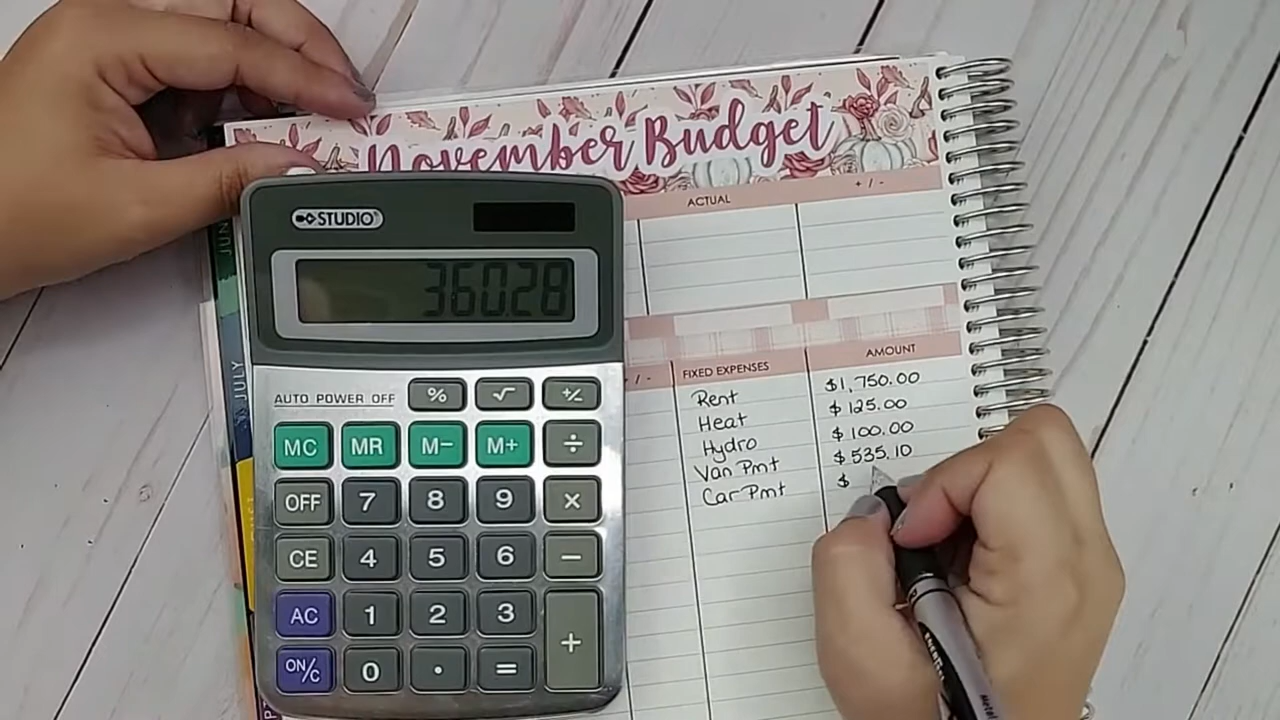 November Budget
ACTUAL
+ / -
STUDIO®
360.28
AUTO POWER OFF
% √ +/-
MC MR M- M+ ÷
OFF 7 8 9 ×
CE 4 5 6 −
AC 1 2 3 +
ON/C 0 . =
JUN
JULY
/ -
FIXED EXPENSES
AMOUNT
Rent $1,750.00
Heat $125.00
Hydro $100.00
Van Pmt $535.10
Car Pmt $